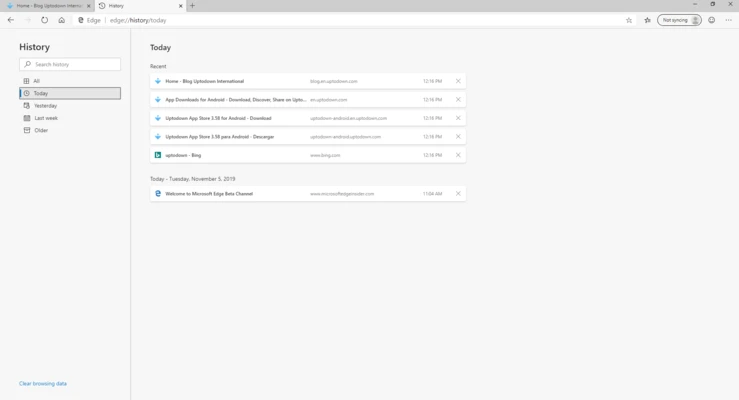 Home - Blog Uptodown Interns
History
Edge
edge://history/today
Not syncing
History
Search history
All
Today
Yesterday
Last week
Older
Clear browsing data
Today
Recent
Home - Blog Uptodown International blog.en.uptodown.com 12:16 PM
App Downloads for Android - Download, Discover, Share on Upto... en.uptodown.com 12:16 PM
Uptodown App Store 3.58 for Android - Download uptodown-android.en.uptodown.com 12:16 PM
Uptodown App Store 3.58 para Android - Descargar uptodown-android.uptodown.com 12:16 PM
uptodown - Bing www.bing.com 12:16 PM
Today - Tuesday, November 5, 2019
Welcome to Microsoft Edge Beta Channel www.microsoftedgeinsider.com 11:04 AM